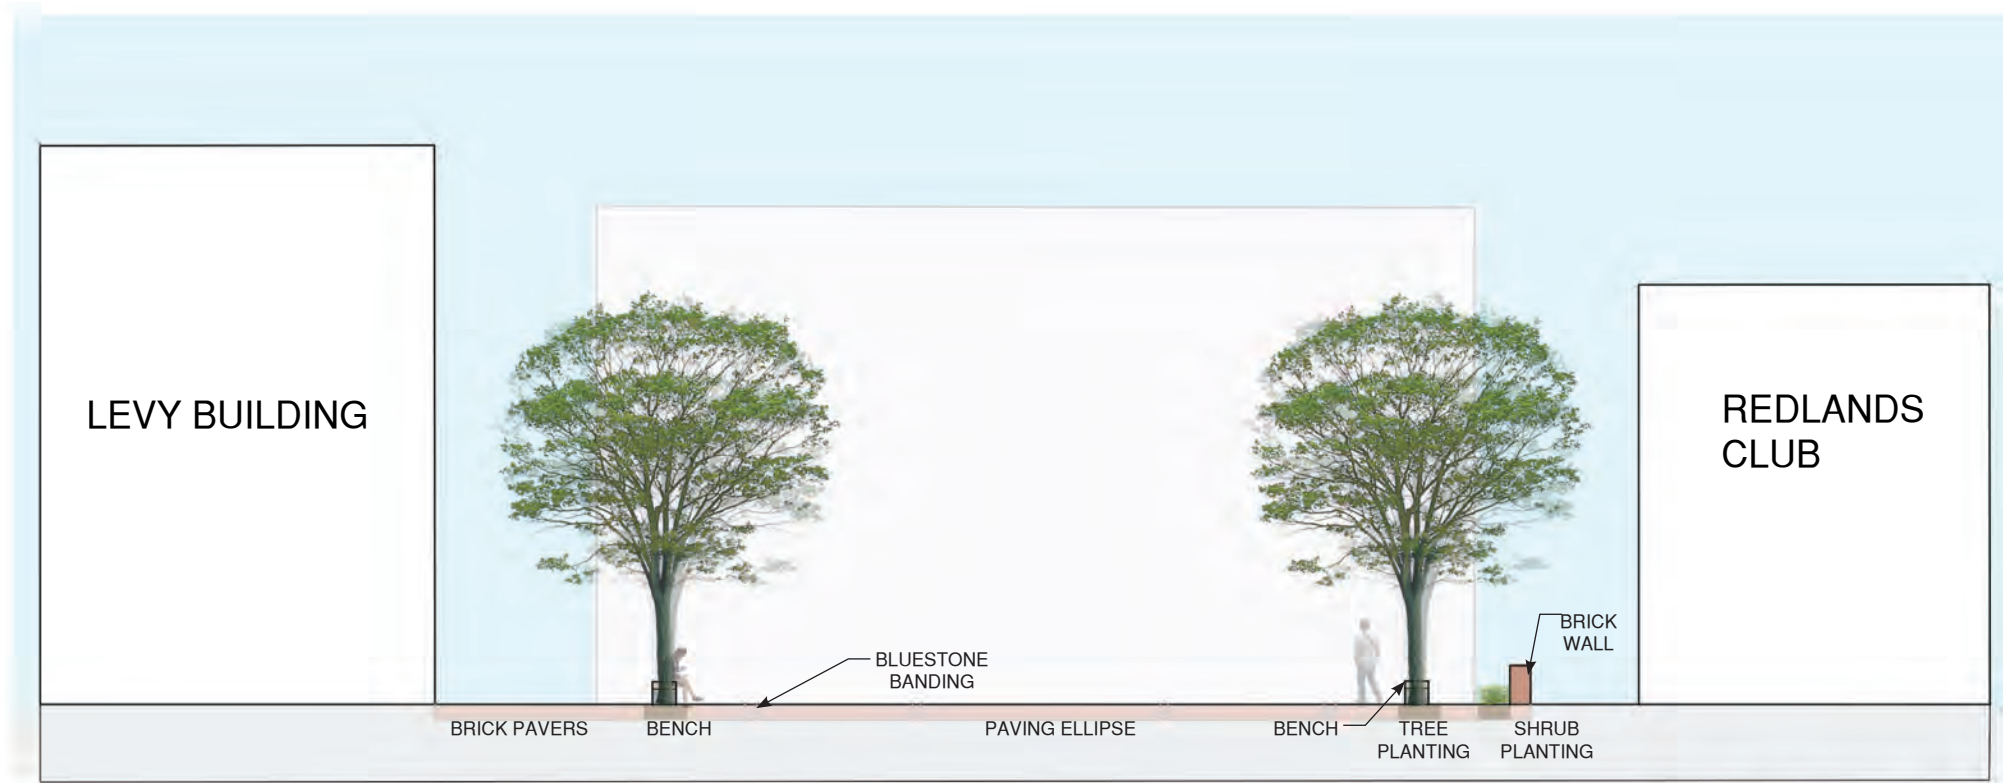 LEVY BUILDING
REDLANDS
CLUB
BRICK
WALL
BLUESTONE
BANDING
BRICK PAVERS
BENCH
PAVING ELLIPSE
BENCH
TREE
PLANTING
SHRUB
PLANTING